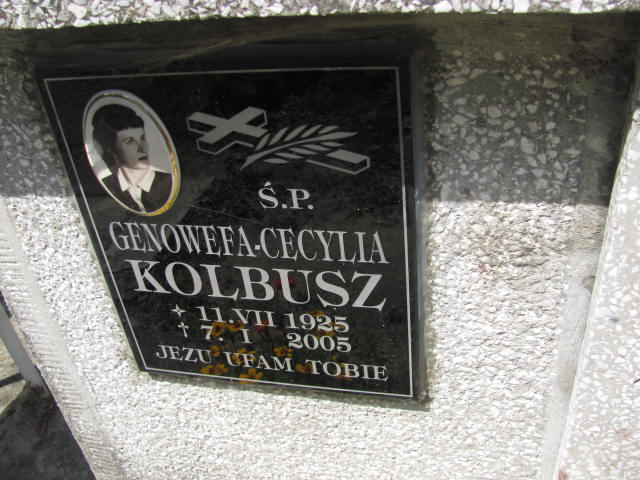 Ś.P.
GENOWEFA-CECYLIA
KOLBUSZ
11.VII 1925
† 7. I 2005
JEZU UFAM TOBIE